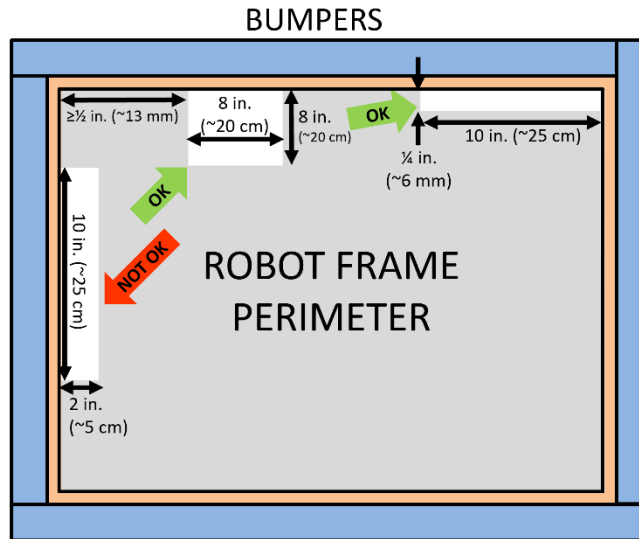 BUMPERS
≥½ in. (~13 mm)
8 in.
(~20 cm)
8 in.
(~20 cm)
OK
10 in. (~25 cm)
¼ in.
(~6 mm)
OK
NOT OK
10 in.
(~25 cm)
ROBOT FRAME
PERIMETER
2 in.
(~5 cm)